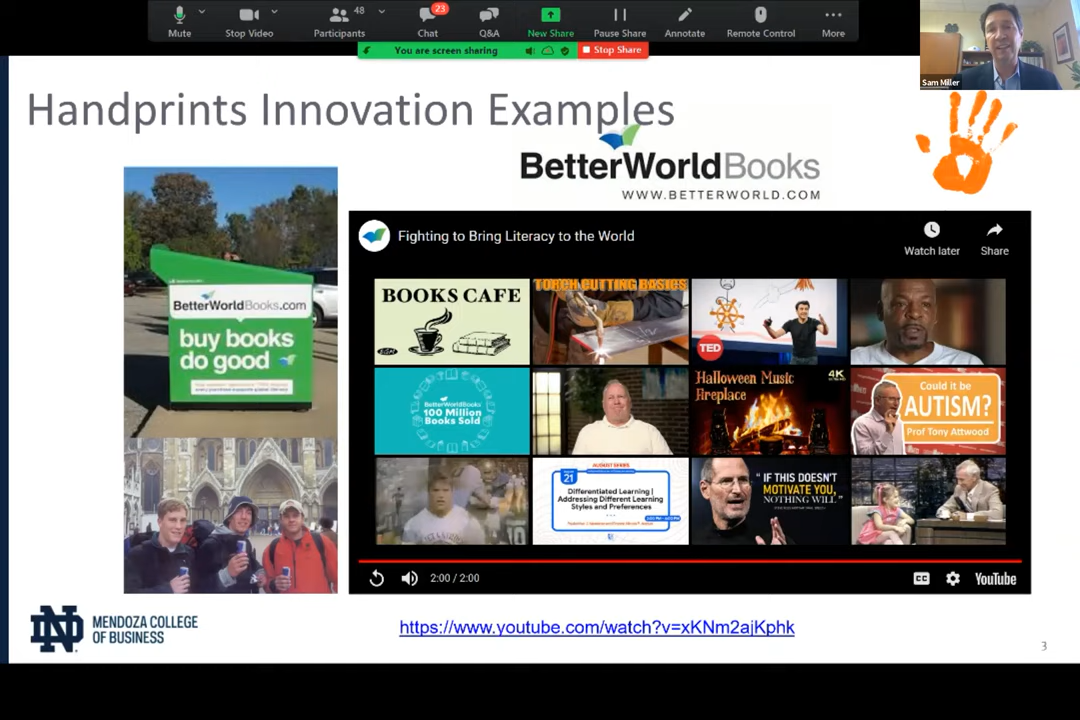 48
23
Mute
Stop Video
Participants
Chat
Q&A
New Share
Pause Share
Annotate
Remote Control
More
You are screen sharing
Stop Share
Sam Miller
Handprints Innovation Examples
BetterWorldBooks
WWW.BETTERWORLD.COM
BetterWorldBooks.com
buy books
do good
Fighting to Bring Literacy to the World
Watch later
Share
BOOKS CAFE
TORCH CUTTING BASICS
TED
BetterWorldBooks
100 Million
Books Sold
Halloween Music
Fireplace
4K
Could it be
AUTISM?
Prof Tony Attwood
AUGUST SERIES
21
Differentiated Learning |
Addressing Different Learning
Styles and Preferences
"IF THIS DOESN'T
MOTIVATE YOU,
NOTHING WILL"
2:00 / 2:00
CC
YouTube
ND
MENDOZA COLLEGE
OF BUSINESS
https://www.youtube.com/watch?v=xKNm2ajKphk
3